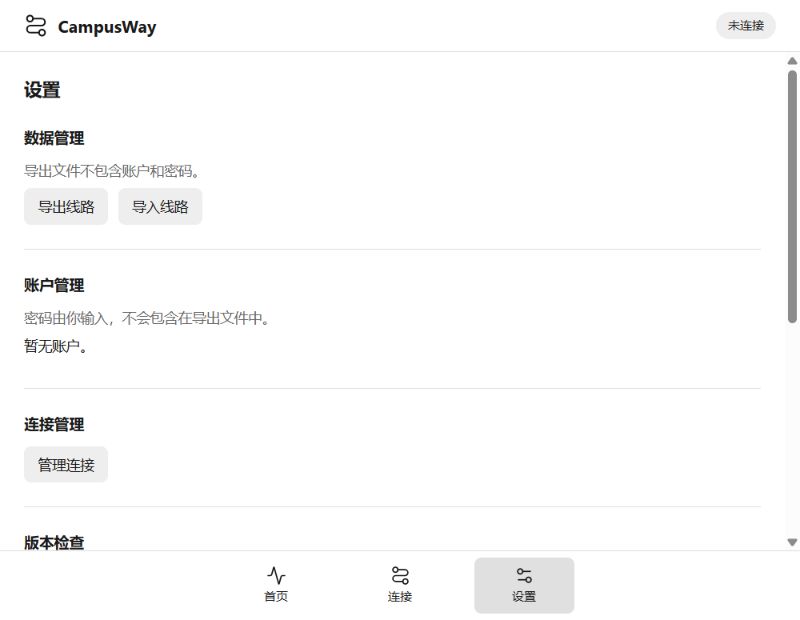 CampusWay
未连接
设置
数据管理
导出文件不包含账户和密码。
导出线路
导入线路
账户管理
密码由你输入，不会包含在导出文件中。
暂无账户。
连接管理
管理连接
版本检查
首页
连接
设置